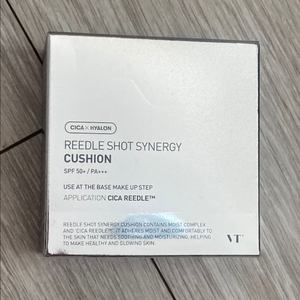 CICA X HYALON
REEDLE SHOT SYNERGY
CUSHION
SPF 50+ / PA+++
USE AT THE BASE MAKE UP STEP
APPLICATION CICA REEDLE™
REEDLE SHOT SYNERGY CUSHION CONTAINS MOIST COMPLEX
AND 'CICA REEDLE'. IT ADHERES MOIST AND COMFORTABLY TO
THE SKIN THAT NEEDS SOOTHING AND MOISTURIZING, HELPING
TO MAKE HEALTHY AND GLOWING SKIN
VT